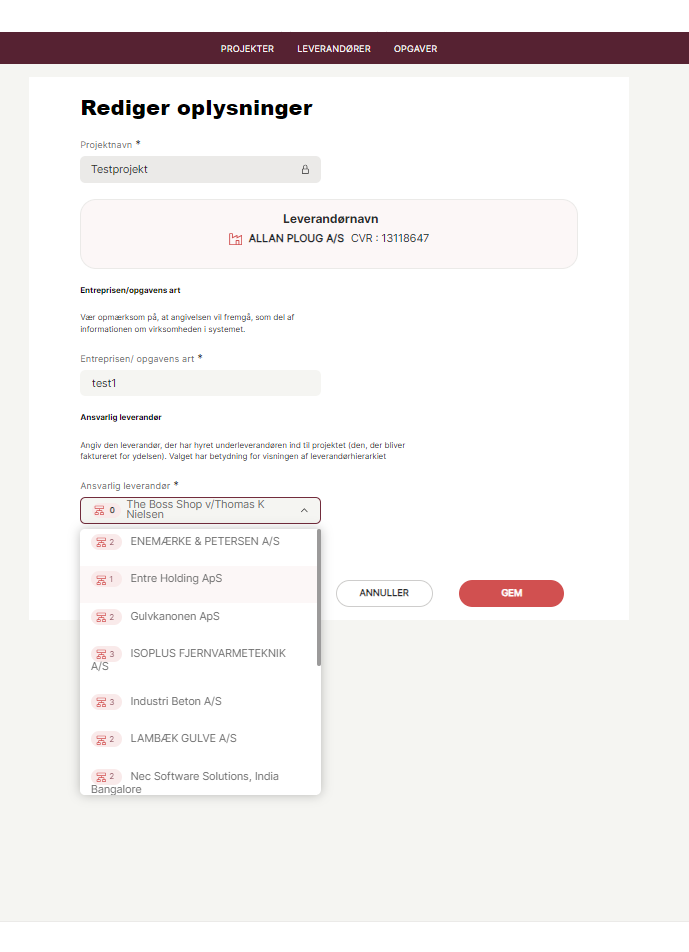 PROJEKTER LEVERANDØRER OPGAVER
Rediger oplysninger
Projektnavn *
Testprojekt
Leverandørnavn
ALLAN PLOUG A/S CVR : 13118647
Entreprisen/opgavens art
Vær opmærksom på, at angivelsen vil fremgå, som del af
informationen om virksomheden i systemet.
Entreprisen/ opgavens art *
test1
Ansvarlig leverandør
Angiv den leverandør, der har hyret underleverandøren ind til projektet (den, der bliver
faktureret for ydelsen). Valget har betydning for visningen af leverandørhierarkiet
Ansvarlig leverandør *
0 The Boss Shop v/Thomas K
Nielsen
2 ENEMÆRKE & PETERSEN A/S
1 Entre Holding ApS
ANNULLER GEM
2 Gulvkanonen ApS
3 ISOPLUS FJERNVARMETEKNIK
A/S
3 Industri Beton A/S
2 LAMBÆK GULVE A/S
2 Nec Software Solutions, India
Bangalore